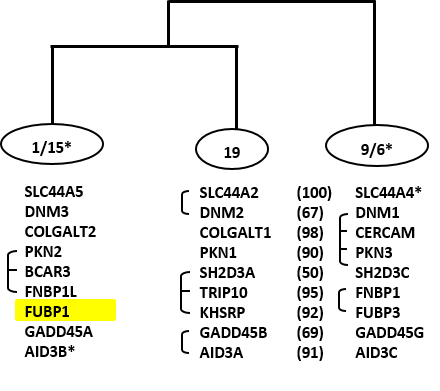 1/15* 19 9/6*
SLC44A5 SLC44A2 (100) SLC44A4*
DNM3 DNM2 (67) DNM1
COLGALT2 COLGALT1 (98) CERCAM
PKN2 PKN1 (90) PKN3
BCAR3 SH2D3A (50) SH2D3C
FNBP1L TRIP10 (95) FNBP1
FUBP1 KHSRP (92) FUBP3
GADD45A GADD45B (69) GADD45G
AID3B* AID3A (91) AID3C